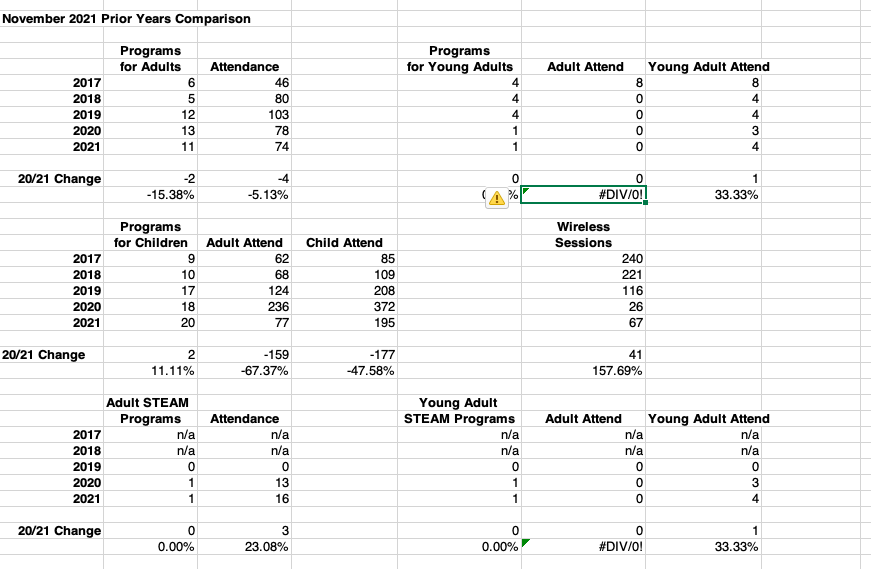 November 2021 Prior Years Comparison
Programs Programs
for Adults Attendance for Young Adults Adult Attend Young Adult Attend
2017 6 46 4 8 8
2018 5 80 4 0 4
2019 12 103 4 0 4
2020 13 78 1 0 3
2021 11 74 1 0 4
20/21 Change -2 -4 0 0 1
-15.38% -5.13% % #DIV/0! 33.33%
Programs Wireless
for Children Adult Attend Child Attend Sessions
2017 9 62 85 240
2018 10 68 109 221
2019 17 124 208 116
2020 18 236 372 26
2021 20 77 195 67
20/21 Change 2 -159 -177 41
11.11% -67.37% -47.58% 157.69%
Adult STEAM Young Adult
Programs Attendance STEAM Programs Adult Attend Young Adult Attend
2017 n/a n/a n/a n/a n/a
2018 n/a n/a n/a n/a n/a
2019 0 0 0 0 0
2020 1 13 1 0 3
2021 1 16 1 0 4
20/21 Change 0 3 0 0 1
0.00% 23.08% 0.00% #DIV/0! 33.33%